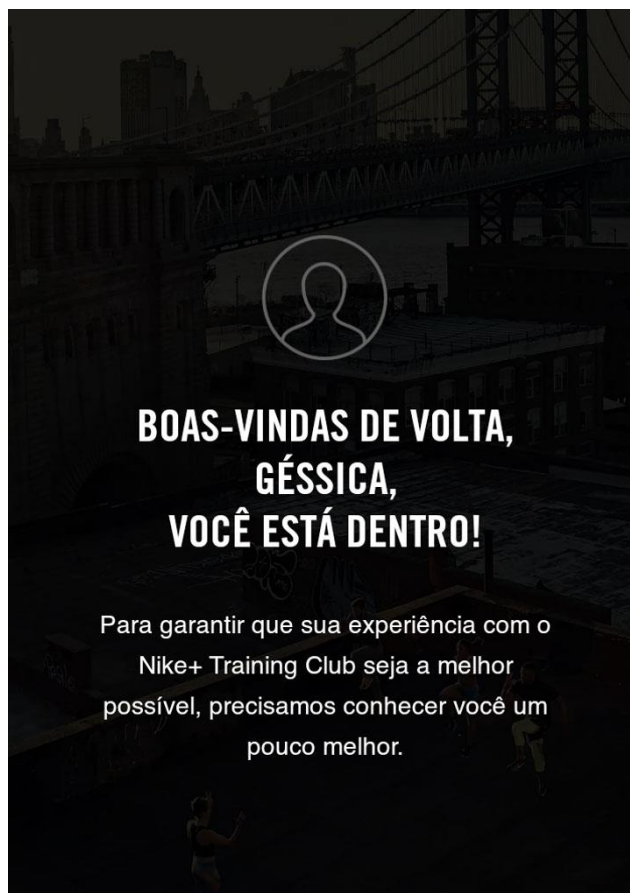 BOAS-VINDAS DE VOLTA,
GÉSSICA,
VOCÊ ESTÁ DENTRO!
Para garantir que sua experiência com o
Nike+ Training Club seja a melhor
possível, precisamos conhecer você um
pouco melhor.